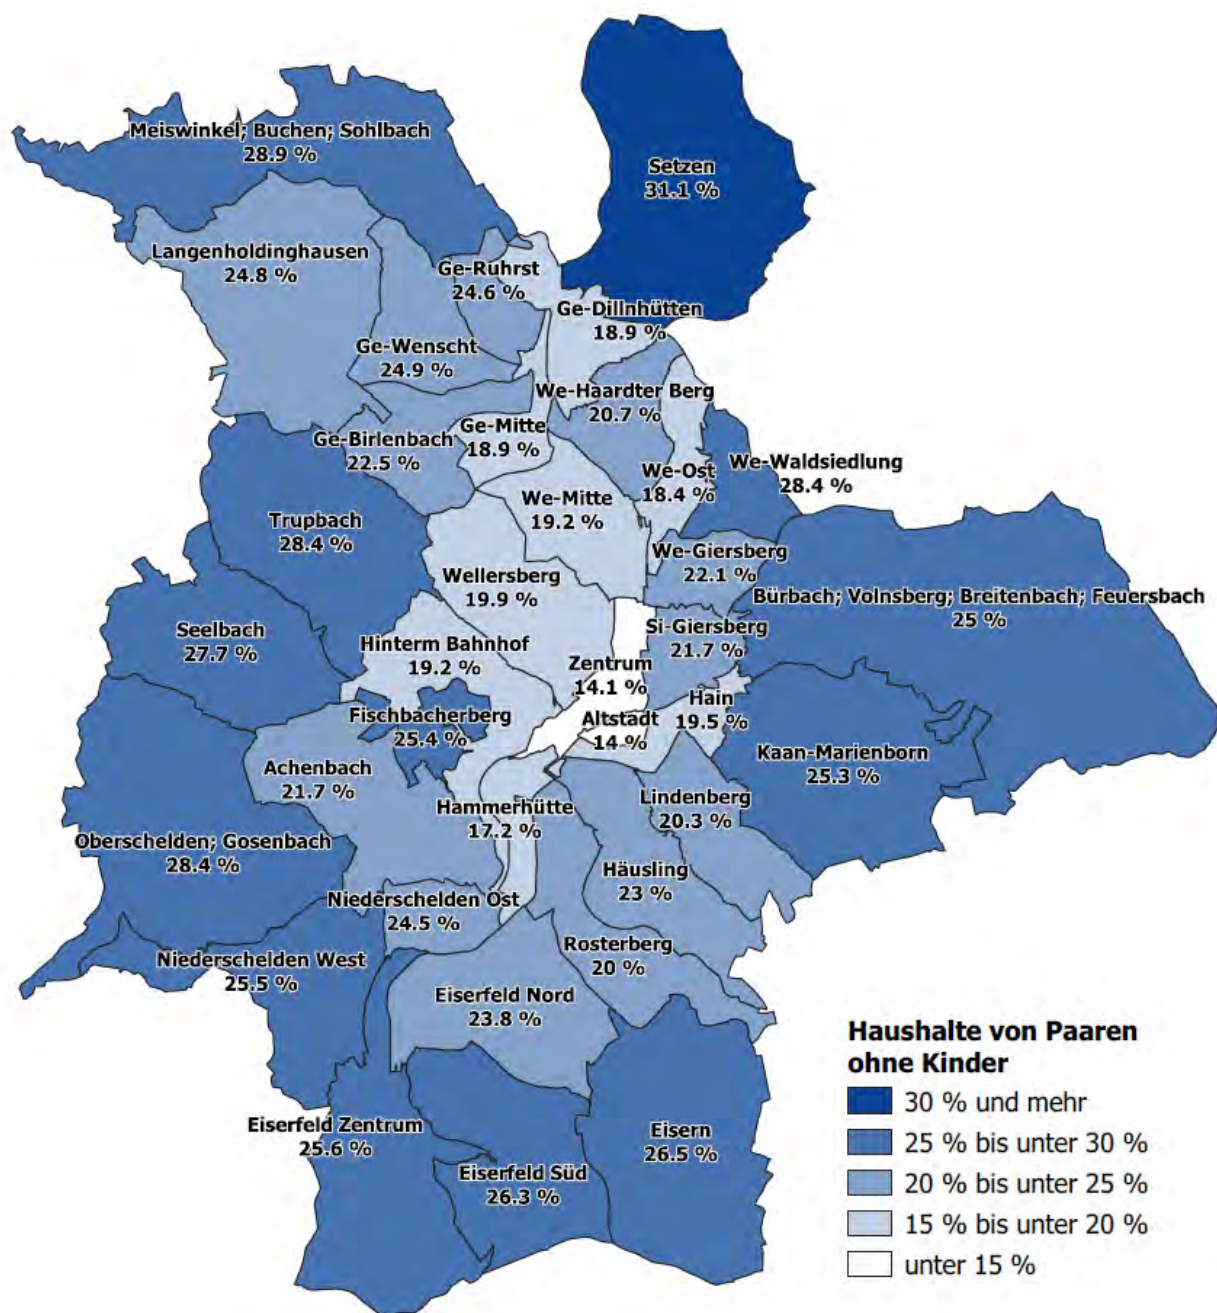 Meiswinkel; Buchen; Sohlbach
28.9 %
Setzen
31.1 %
Langenholdinghausen
24.8 %
Ge-Ruhrst
24.6 %
Ge-Dillnhütten
18.9 %
Ge-Wenscht
24.9 %
We-Haardter Berg
20.7 %
Ge-Birlenbach
22.5 %
Ge-Mitte
18.9 %
We-Ost
18.4 %
We-Waldsiedlung
28.4 %
We-Mitte
19.2 %
Trupbach
28.4 %
We-Giersberg
22.1 %
Wellersberg
19.9 %
Bürbach; Volnsberg; Breitenbach; Feuersbach
25 %
Seelbach
27.7 %
Hinterm Bahnhof
19.2 %
Si-Giersberg
21.7 %
Zentrum
14.1 %
Hain
19.5 %
Fischbacherberg
25.4 %
Altstadt
14 %
Kaan-Marienborn
25.3 %
Achenbach
21.7 %
Lindenberg
20.3 %
Hammerhütte
17.2 %
Oberschelden; Gosenbach
28.4 %
Häusling
23 %
Niederschelden Ost
24.5 %
Rosterberg
20 %
Niederschelden West
25.5 %
Eiserfeld Nord
23.8 %
Eiserfeld Zentrum
25.6 %
Eisern
26.5 %
Eiserfeld Süd
26.3 %
Haushalte von Paaren
ohne Kinder
30 % und mehr
25 % bis unter 30 %
20 % bis unter 25 %
15 % bis unter 20 %
unter 15 %